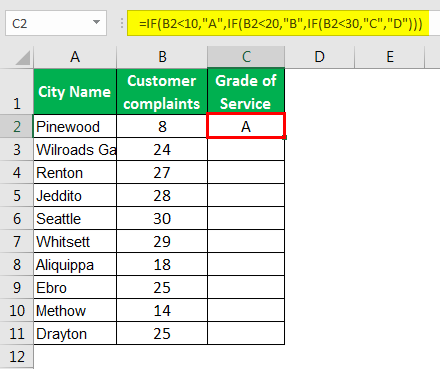 C2 =IF(B2<10,"A",IF(B2<20,"B",IF(B2<30,"C","D")))
A B C D E
1 City Name Customer complaints Grade of Service
2 Pinewood 8 A
3 Wilroads Ga 24
4 Renton 27
5 Jeddito 28
6 Seattle 30
7 Whitsett 29
8 Aliquippa 18
9 Ebro 25
10 Methow 14
11 Drayton 25
12